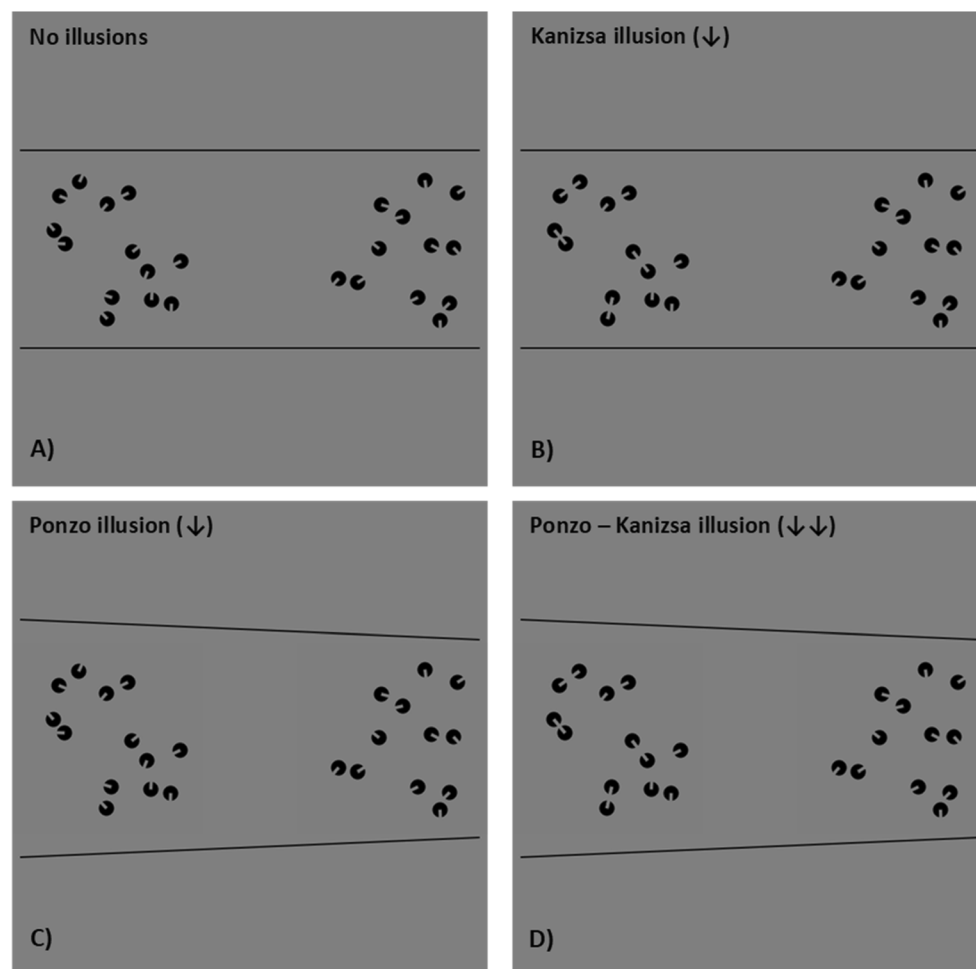 No illusions
Kanizsa illusion (↓)
A)
B)
Ponzo illusion (↓)
Ponzo – Kanizsa illusion (↓↓)
C)
D)